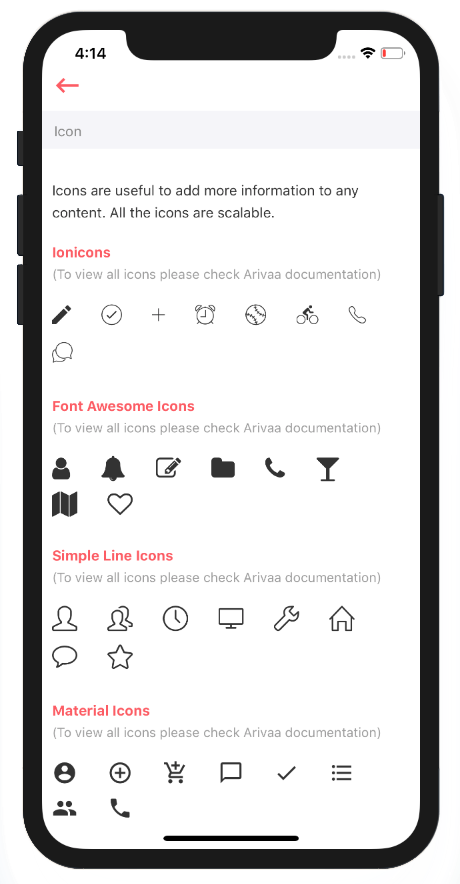 4:14
Icon
Icons are useful to add more information to any
content. All the icons are scalable.
Ionicons
(To view all icons please check Arivaa documentation)
Font Awesome Icons
(To view all icons please check Arivaa documentation)
Simple Line Icons
(To view all icons please check Arivaa documentation)
Material Icons
(To view all icons please check Arivaa documentation)